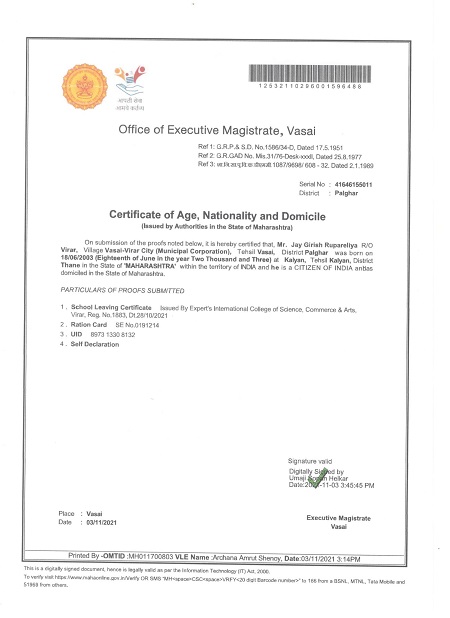 आपली सेवा
आमचे कर्तव्य
12532110296001596486
Office of Executive Magistrate, Vasai
Ref 1: G.R.P.& S.D. No.1586/34-D, Dated 17.5.1951
Ref 2: G.R.GAD No. Mis.31/76-Desk-xxxii, Dated 25.8.1977
Ref 3: 1087/9698/ 608 - 32. Dated 2.1.1989
Serial No : 41646155011
District : Palghar
Certificate of Age, Nationality and Domicile
(Issued by Authorities in the State of Maharashtra)
On submission of the proofs noted above, it is hereby certified that, Mr. Jay Girish Rupareliya R/O
Virar, Village Vasai-Virar City (Municipal Corporation), Tehsil Vasai, District Palghar was born on
18/06/2003 (Eighteenth of June in the year Two Thousand and Three) at Kalyan, Tehsil Kalyan, District
Thane in the State of 'MAHARASHTRA' within the territory of INDIA and he is a CITIZEN OF INDIA anBas
domiciled in the State of Maharashtra.
PARTICULARS OF PROOFS SUBMITTED
1 . School Leaving Certificate Issued By Expert's International College of Science, Commerce & Arts,
Virar, Reg. No.1883, Dt.28/10/2021
2 . Ration Card SE No.0191214
3 . UID 8973 1330 8132
4 . Self Declaration
Signature valid
Digitally Signed by
Umaji Helkar
Date:2021-11-03 3:45:45 PM
Place : Vasai
Date : 03/11/2021
Executive Magistrate
Vasai
Printed By -OMTID :MH011700803 VLE Name :Archana Amrut Shenoy, Date:03/11/2021 3:14PM
This is a digitally signed document, hence is legally valid as per the Information Technology (IT) Act, 2000.
To verify visit https://www.mahaonline.gov.in/Verify OR SMS "MH<space>CSC<space>VRFY<20 digit Barcode number>" to 166 from a BSNL, MTNL, Tata Mobile and
51969 from others.